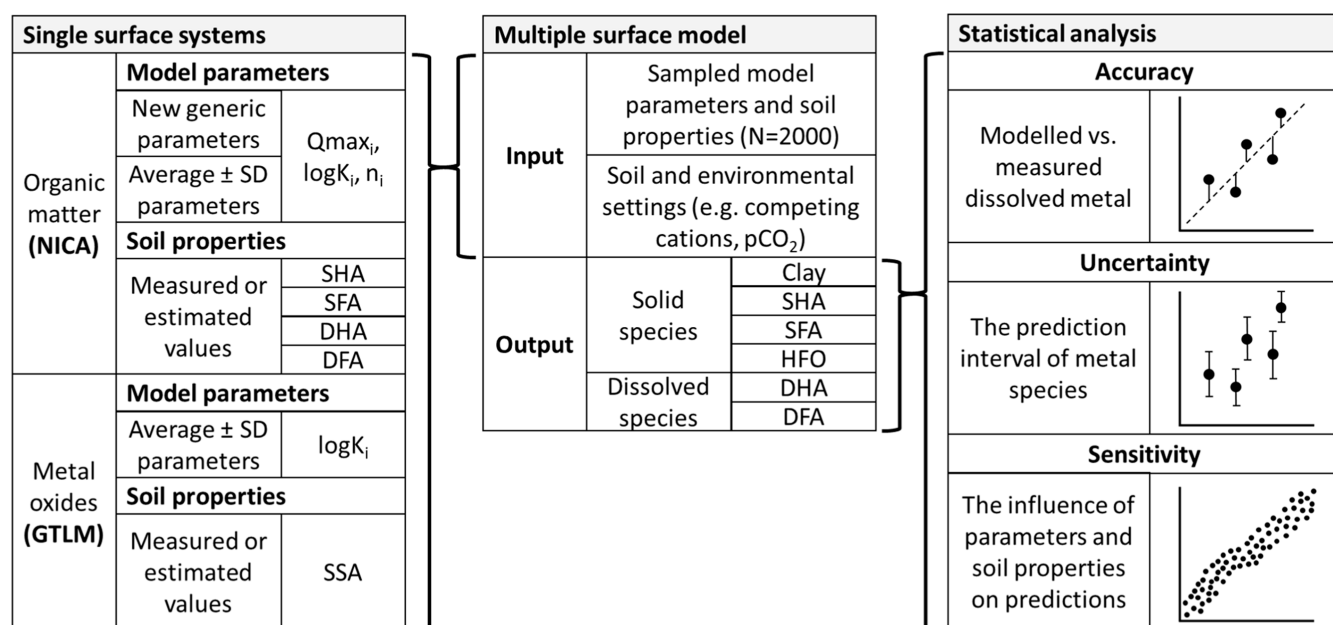 Single surface systems
Organic
matter
(NICA)
Model parameters
New generic
parameters
Average ± SD
parameters
Qmaxᵢ,
logKᵢ, nᵢ
Soil properties
Measured or
estimated
values
SHA
SFA
DHA
DFA
Metal
oxides
(GTLM)
Model parameters
Average ± SD
parameters
logKᵢ
Soil properties
Measured or
estimated
values
SSA
Multiple surface model
Input
Sampled model
parameters and soil
properties (N=2000)
Soil and environmental
settings (e.g. competing
cations, pCO₂)
Output
Solid
species
Clay
SHA
SFA
HFO
Dissolved
species
DHA
DFA
Statistical analysis
Accuracy
Modelled vs.
measured
dissolved metal
Uncertainty
The prediction
interval of metal
species
Sensitivity
The influence of
parameters and
soil properties
on predictions